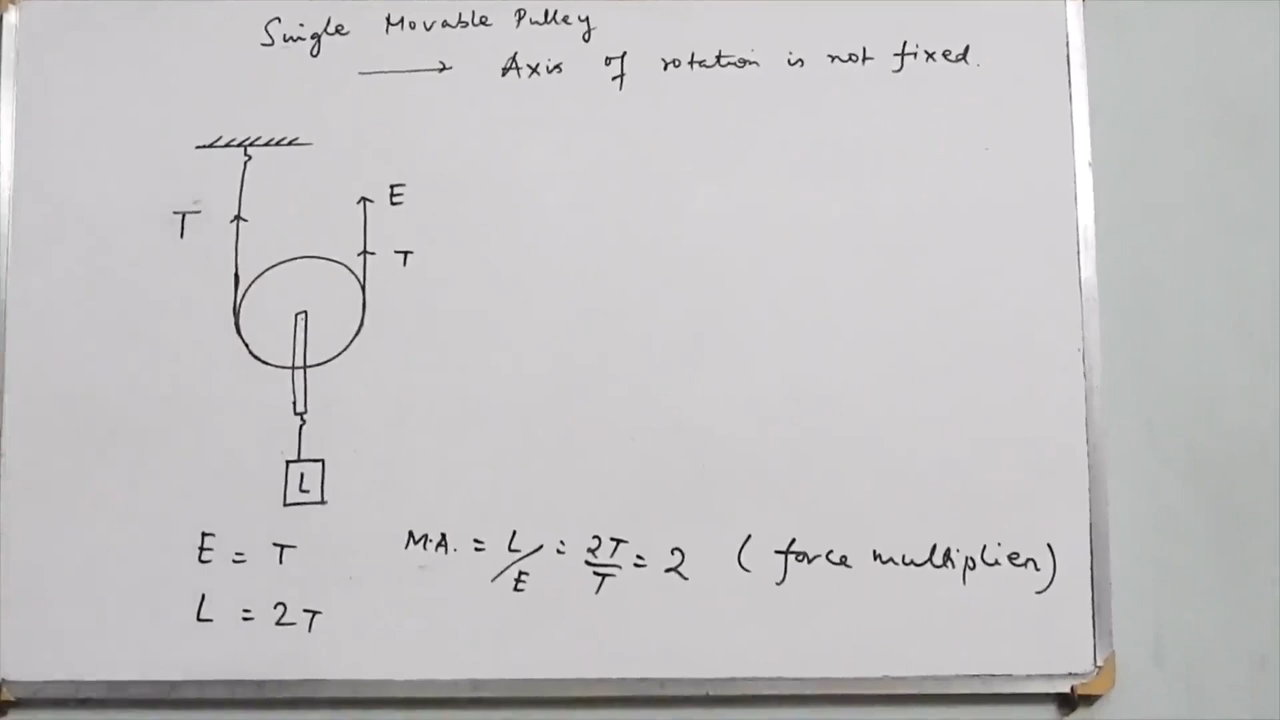 Single Movable Pulley
⟶ Axis of rotation is not fixed.
E
T
T
L
E = T
M.A. = L/E = 2T/T = 2 (force multiplier)
L = 2T